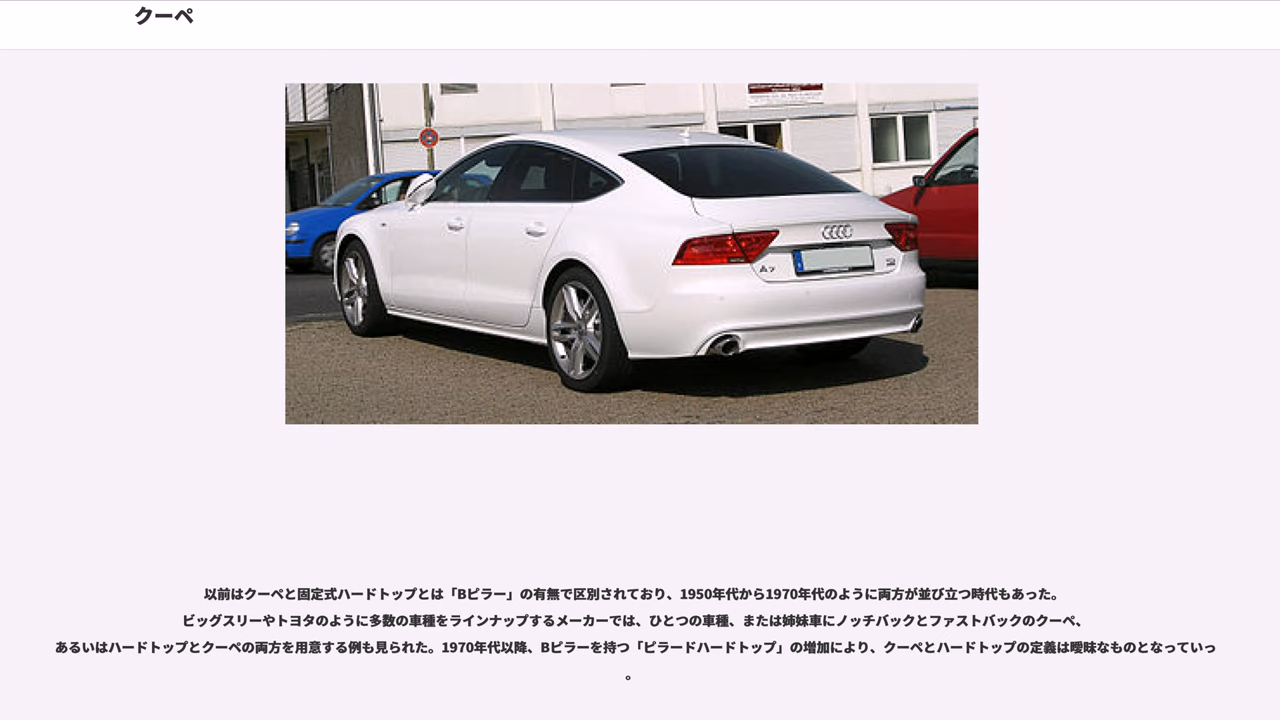 クーペ
A7
以前はクーペと固定式ハードトップとは「Bピラー」の有無で区別されており、1950年代から1970年代のように両方が並び立つ時代もあった。
ビッグスリーやトヨタのように多数の車種をラインナップするメーカーでは、ひとつの車種、または姉妹車にノッチバックとファストバックのクーペ、
あるいはハードトップとクーペの両方を用意する例も見られた。1970年代以降、Bピラーを持つ「ピラードハードトップ」の増加により、クーペとハードトップの定義は曖昧なものとなっていっ
。